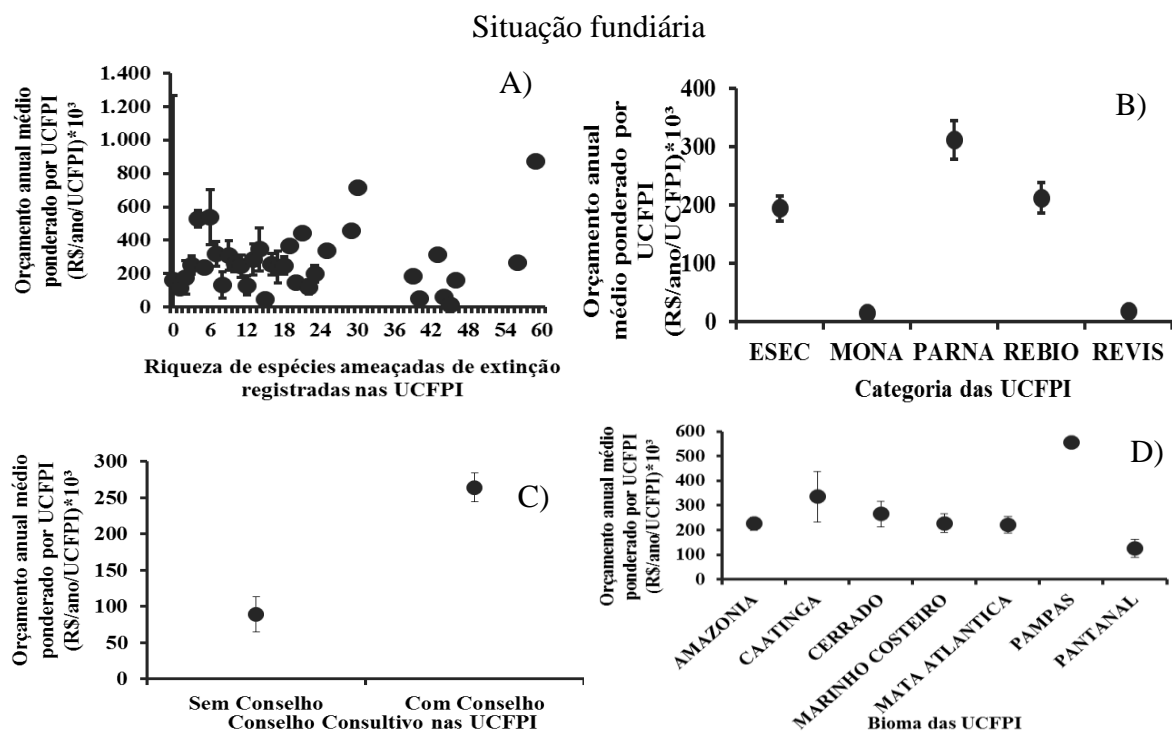 Situação fundiária
A)
Orçamento anual médio
ponderado por UCFPI
(R$/ano/UCFPI)*10³
1.400
1.200
1.000
800
600
400
200
0
0 6 12 18 24 30 36 42 48 54 60
Riqueza de espécies ameaçadas de extinção
registradas nas UCFPI
B)
Orçamento anual
médio ponderado por
UCFPI
(R$/ano/UCFPI)*10³
400
300
200
100
0
ESEC MONA PARNA REBIO REVIS
Categoria das UCFPI
C)
Orçamento anual médio
ponderado por UCFPI
(R$/ano/UCFPI)*10³
300
250
200
150
100
50
0
Sem Conselho Com Conselho
Conselho Consultivo nas UCFPI
D)
Orçamento anual médio
ponderado por UCFPI
(R$/ano/UCFPI)*10³
600
500
400
300
200
100
0
AMAZONIA
CAATINGA
CERRADO
MARINHO COSTEIRO
MATA ATLANTICA
PAMPAS
PANTANAL
Bioma das UCFPI